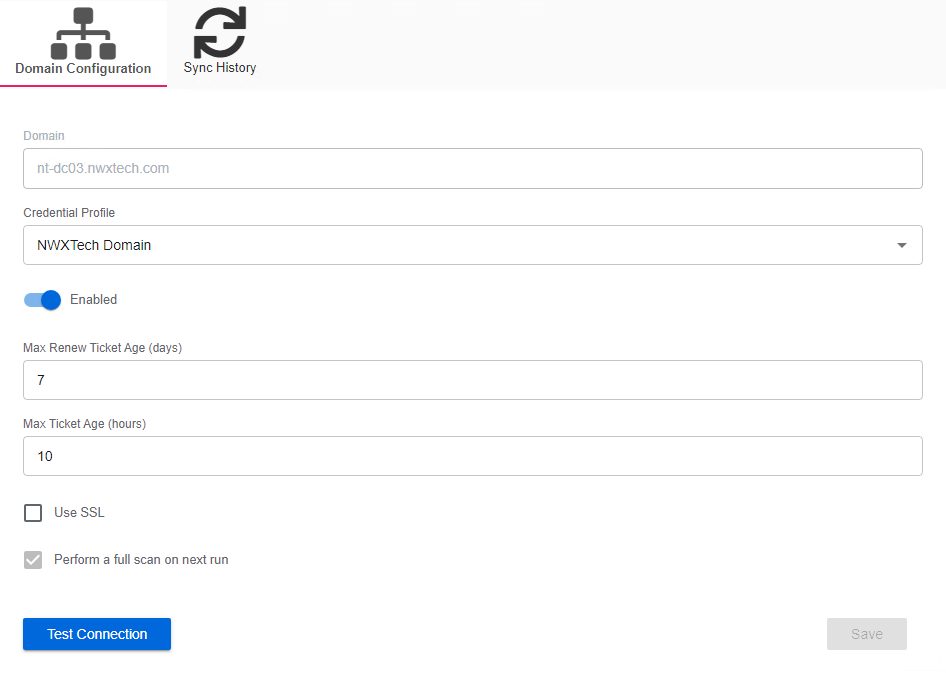 Domain Configuration
Sync History
Domain
nt-dc03.nwxtech.com
Credential Profile
NWXTech Domain
Enabled
Max Renew Ticket Age (days)
7
Max Ticket Age (hours)
10
Use SSL
Perform a full scan on next run
Test Connection
Save